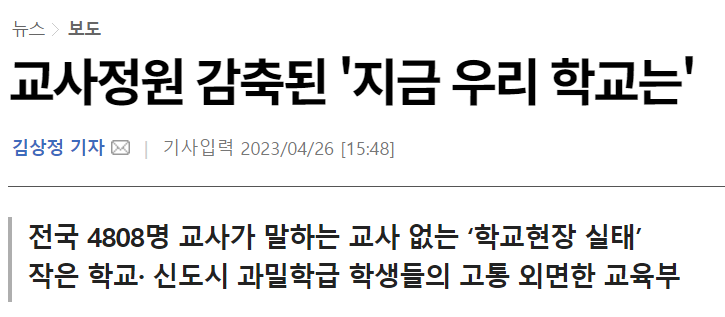 뉴스 > 보도
교사정원 감축된 '지금 우리 학교는'
김상정 기자 | 기사입력 2023/04/26 [15:48]
전국 4808명 교사가 말하는 교사 없는 ‘학교현장 실태’
작은 학교· 신도시 과밀학급 학생들의 고통 외면한 교육부